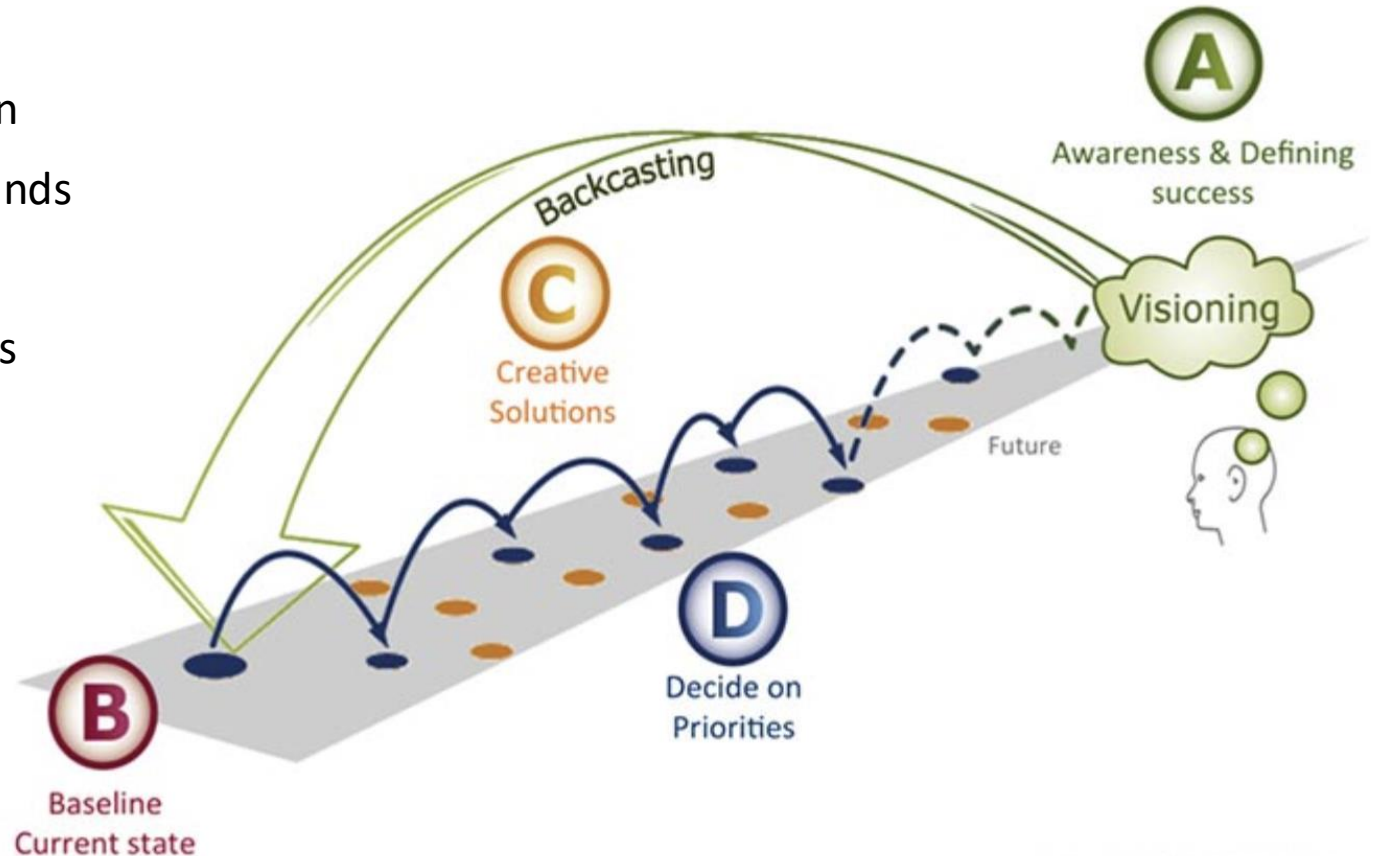 n
nds
s
A
Awareness & Defining
success
Backcasting
C
Creative
Solutions
Visioning
Future
D
Decide on
Priorities
B
Baseline
Current state